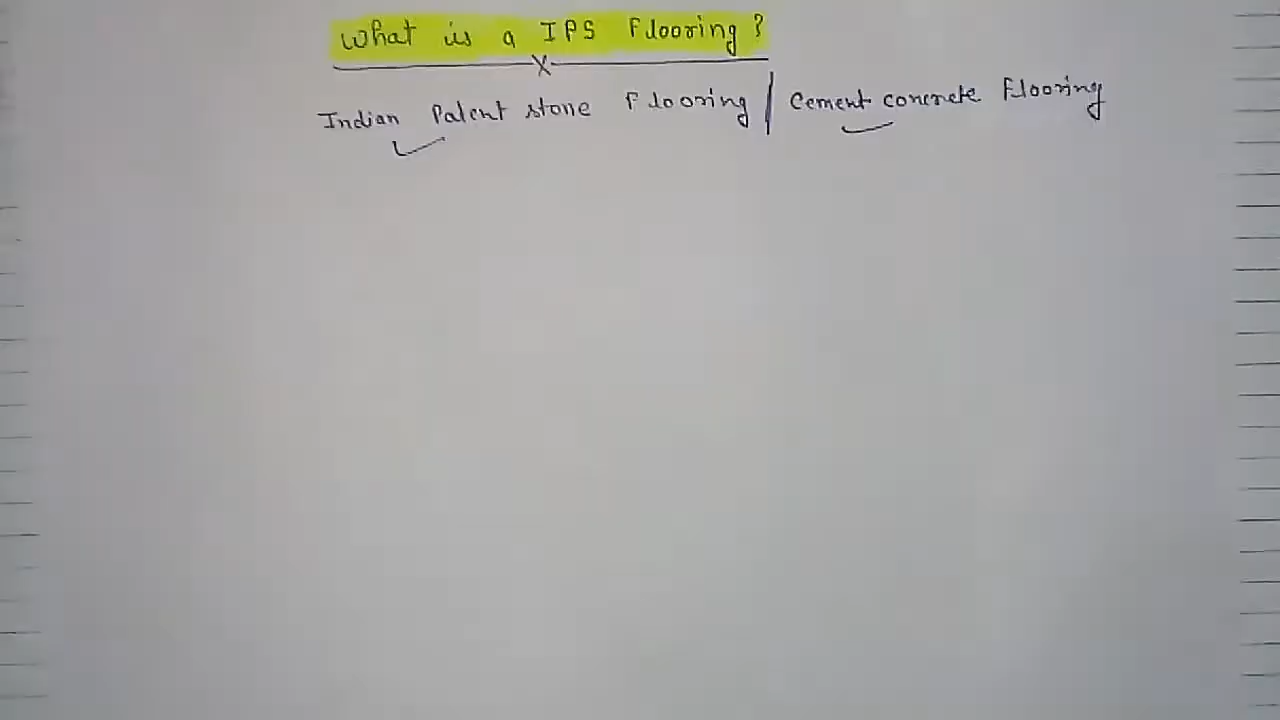 What is a IPS Flooring?
Indian Patent stone Flooring / Cement concrete Flooring